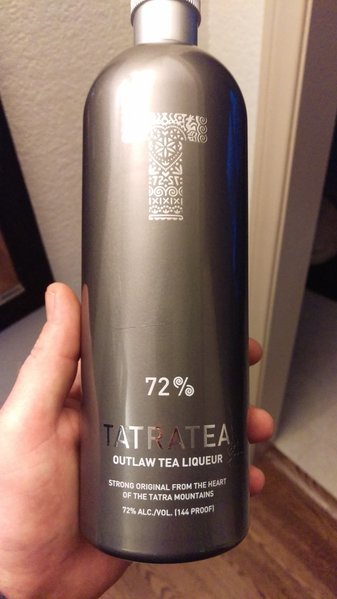 T
72%
TATRATEA
OUTLAW TEA LIQUEUR
STRONG ORIGINAL FROM THE HEART
OF THE TATRA MOUNTAINS
72% ALC./VOL. (144 PROOF)